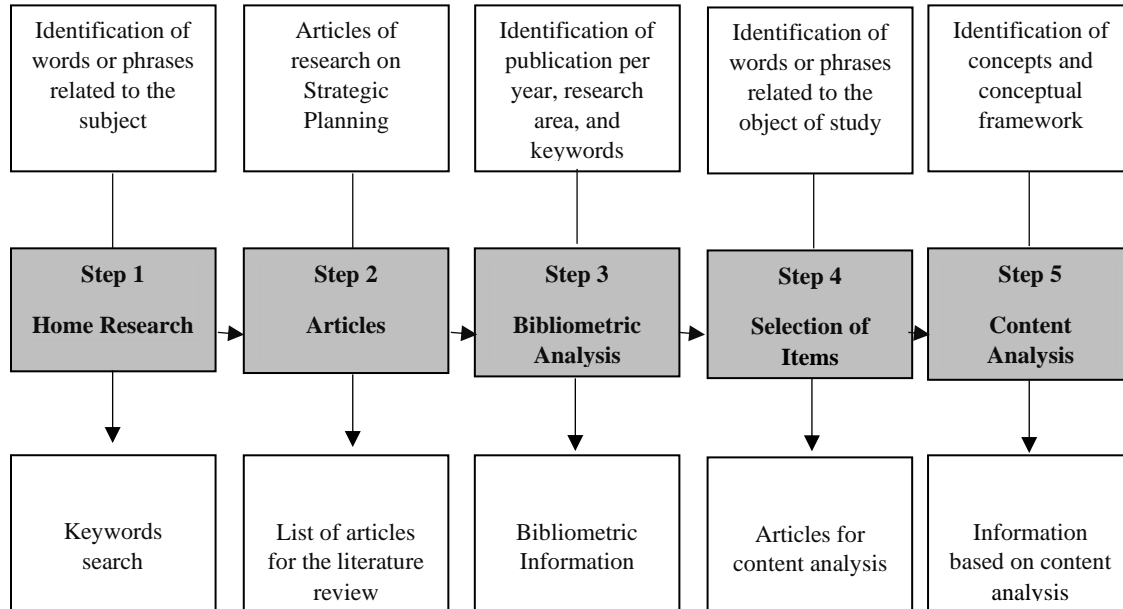 Identification of
words or phrases
related to the
subject
Articles of
research on
Strategic
Planning
Identification of
publication per
year, research
area, and
keywords
Identification of
words or phrases
related to the
object of study
Identification of
concepts and
conceptual
framework
Step 1
Home Research
Step 2
Articles
Step 3
Bibliometric
Analysis
Step 4
Selection of
Items
Step 5
Content
Analysis
Keywords
search
List of articles
for the literature
review
Bibliometric
Information
Articles for
content analysis
Information
based on content
analysis